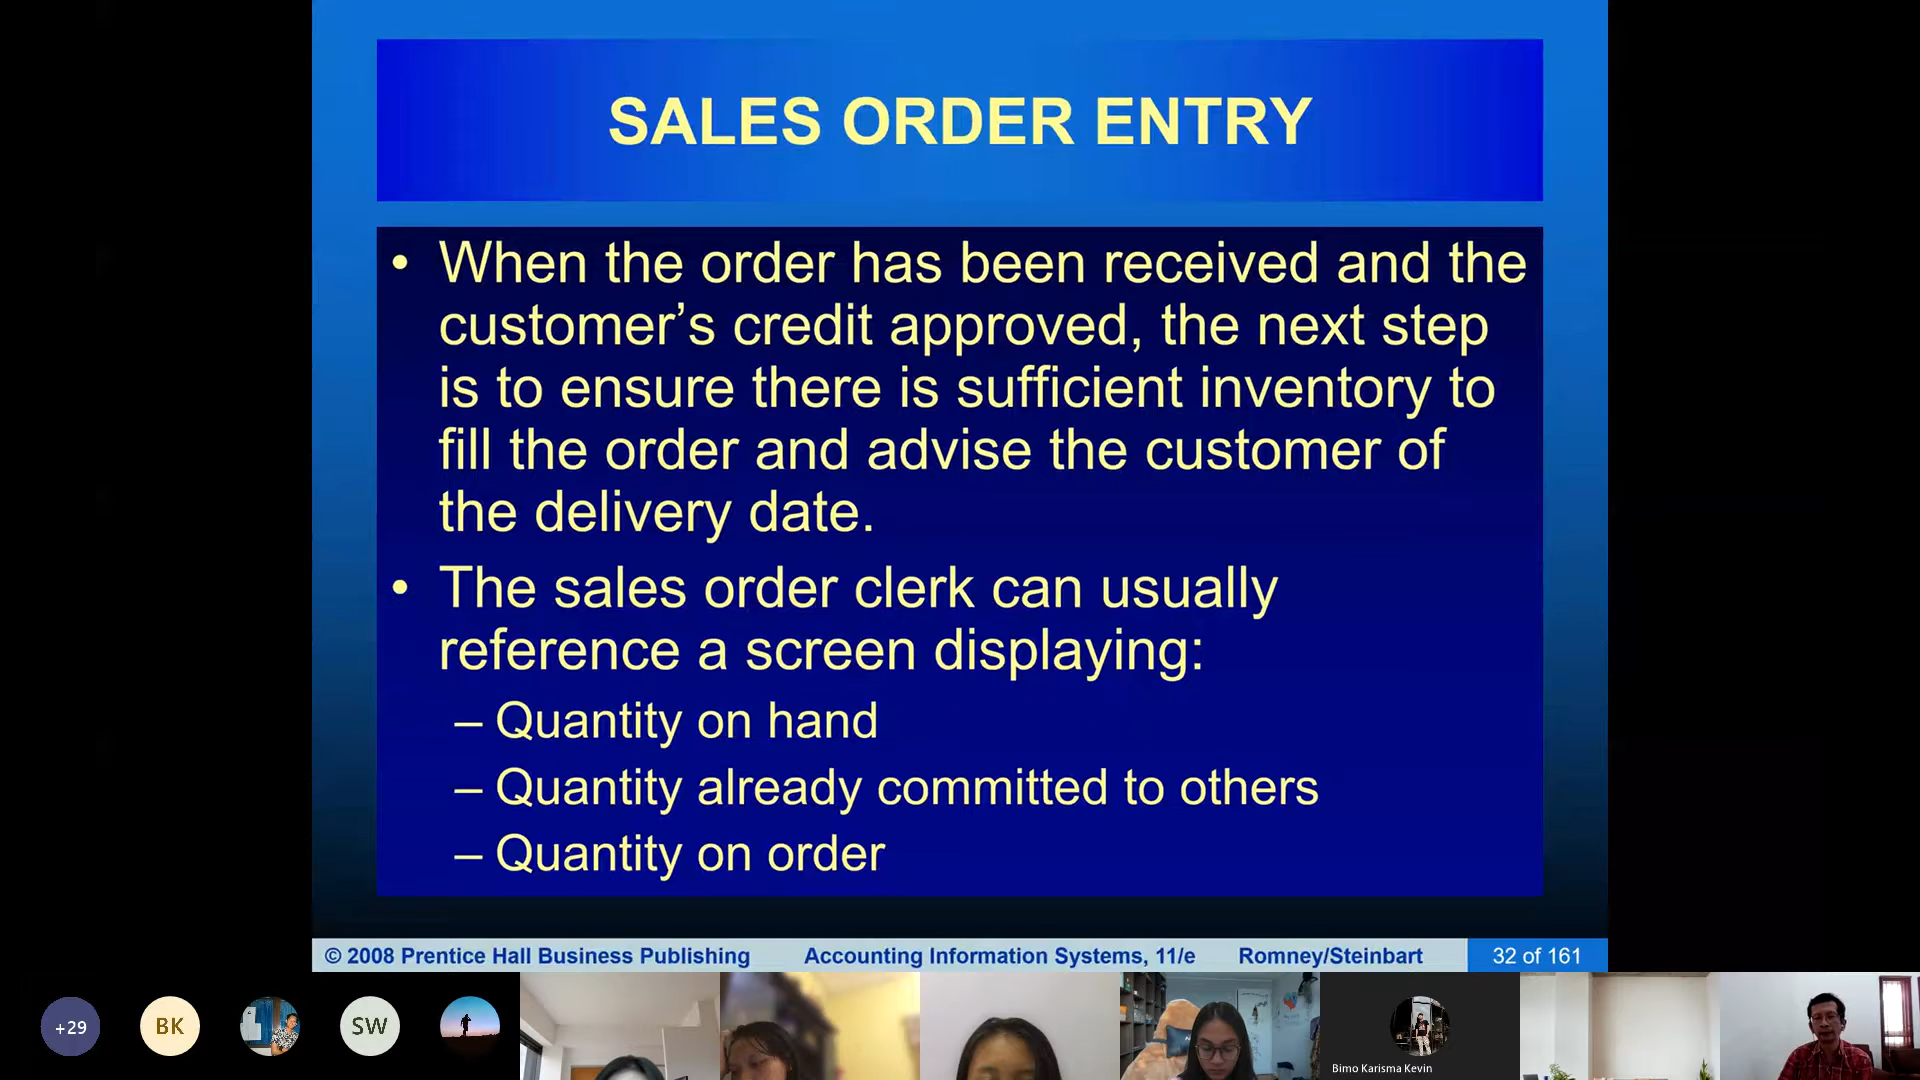 SALES ORDER ENTRY
• When the order has been received and the
customer’s credit approved, the next step
is to ensure there is sufficient inventory to
fill the order and advise the customer of
the delivery date.
• The sales order clerk can usually
reference a screen displaying:
– Quantity on hand
– Quantity already committed to others
– Quantity on order
© 2008 Prentice Hall Business Publishing Accounting Information Systems, 11/e Romney/Steinbart 32 of 161
+29 BK SW
Bimo Karisma Kevin